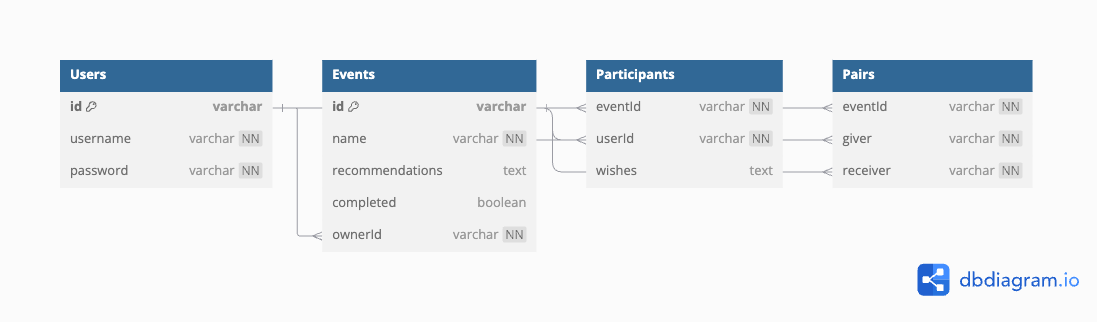 Users
id varchar
username varchar NN
password varchar NN
Events
id varchar
name varchar NN
recommendations text
completed boolean
ownerId varchar NN
Participants
eventId varchar NN
userId varchar NN
wishes text
Pairs
eventId varchar NN
giver varchar NN
receiver varchar NN
dbdiagram.io